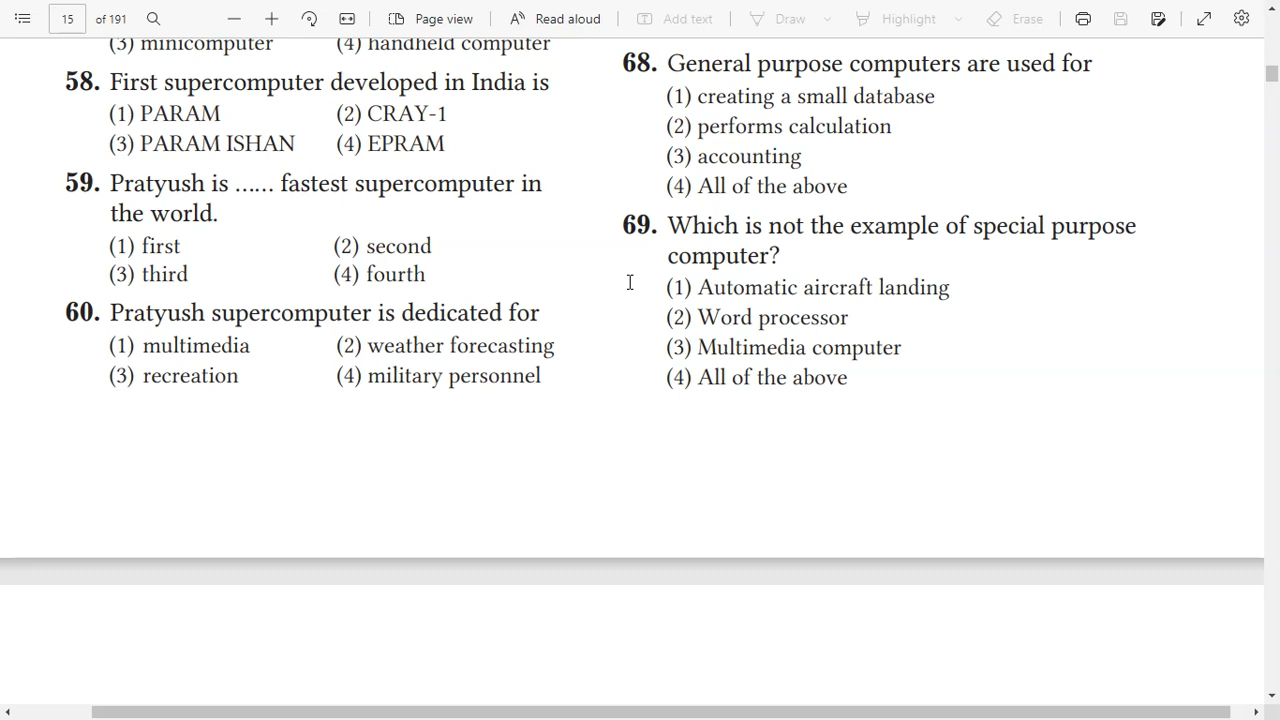 15 of 191 Page view Read aloud Add text Draw Highlight Erase
(3) minicomputer (4) handheld computer
58. First supercomputer developed in India is
(1) PARAM (2) CRAY-1
(3) PARAM ISHAN (4) EPRAM
59. Pratyush is ...... fastest supercomputer in
the world.
(1) first (2) second
(3) third (4) fourth
60. Pratyush supercomputer is dedicated for
(1) multimedia (2) weather forecasting
(3) recreation (4) military personnel
68. General purpose computers are used for
(1) creating a small database
(2) performs calculation
(3) accounting
(4) All of the above
69. Which is not the example of special purpose
computer?
(1) Automatic aircraft landing
(2) Word processor
(3) Multimedia computer
(4) All of the above